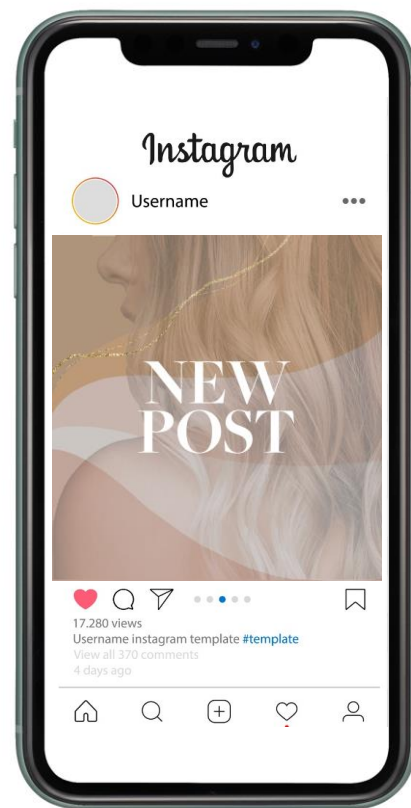 Instagram
Username
NEW
POST
17.280 views
Username instagram template #template
View all 370 comments
4 days ago